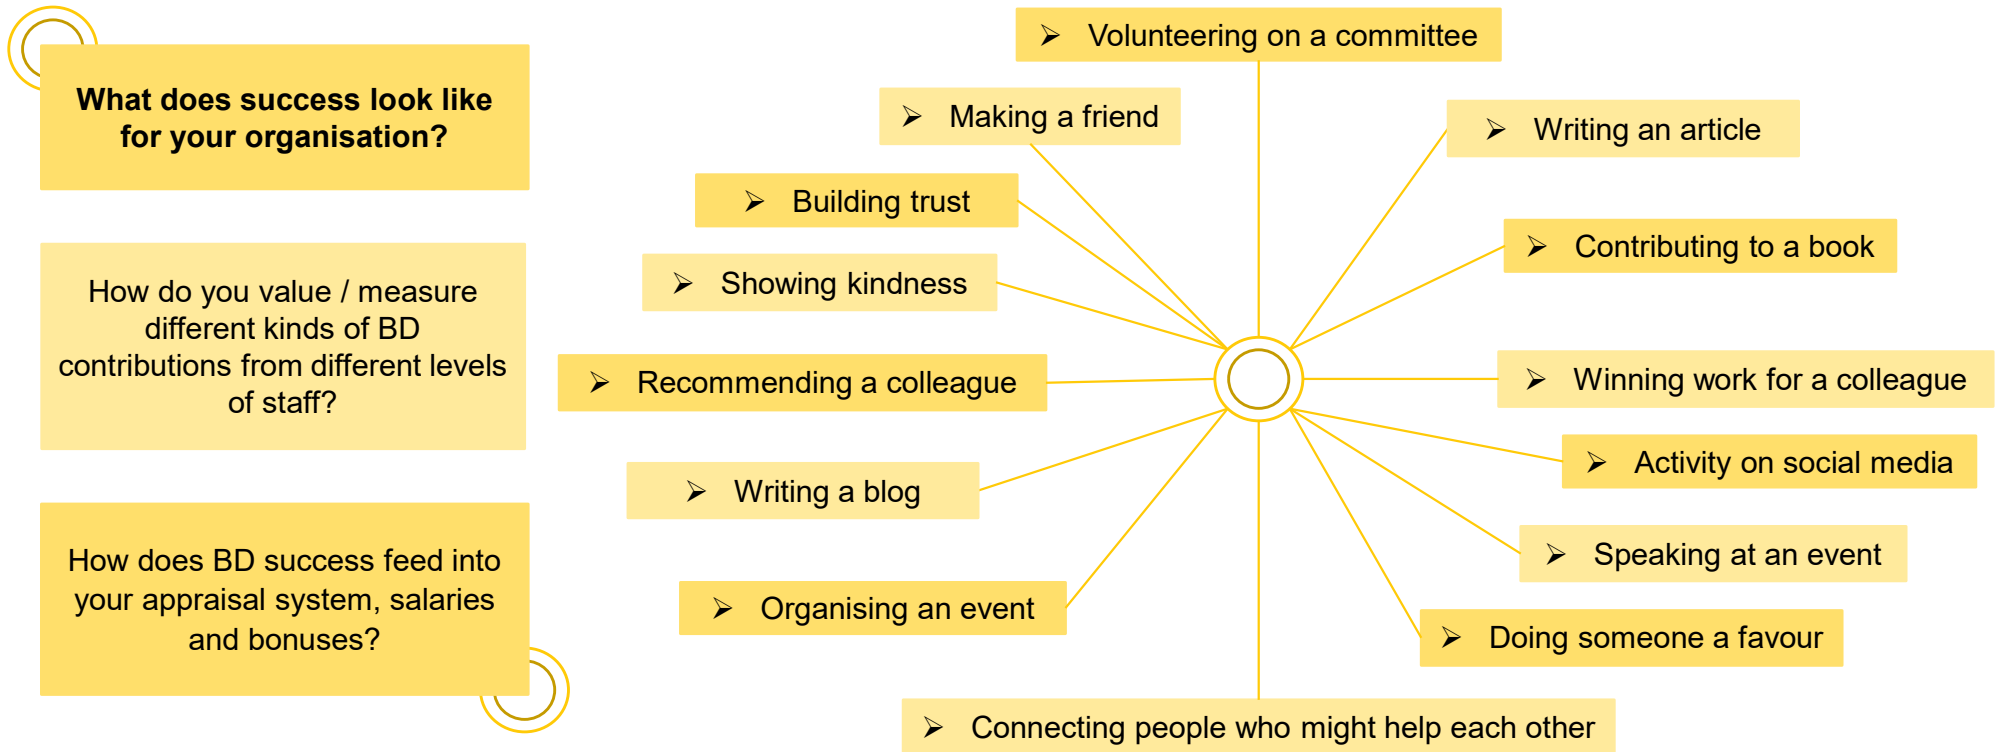 What does success look like
for your organisation?
How do you value / measure
different kinds of BD
contributions from different levels
of staff?
How does BD success feed into
your appraisal system, salaries
and bonuses?
➢ Volunteering on a committee
➢ Making a friend
➢ Writing an article
➢ Building trust
➢ Contributing to a book
➢ Showing kindness
➢ Recommending a colleague
➢ Winning work for a colleague
➢ Activity on social media
➢ Writing a blog
➢ Speaking at an event
➢ Organising an event
➢ Doing someone a favour
➢ Connecting people who might help each other